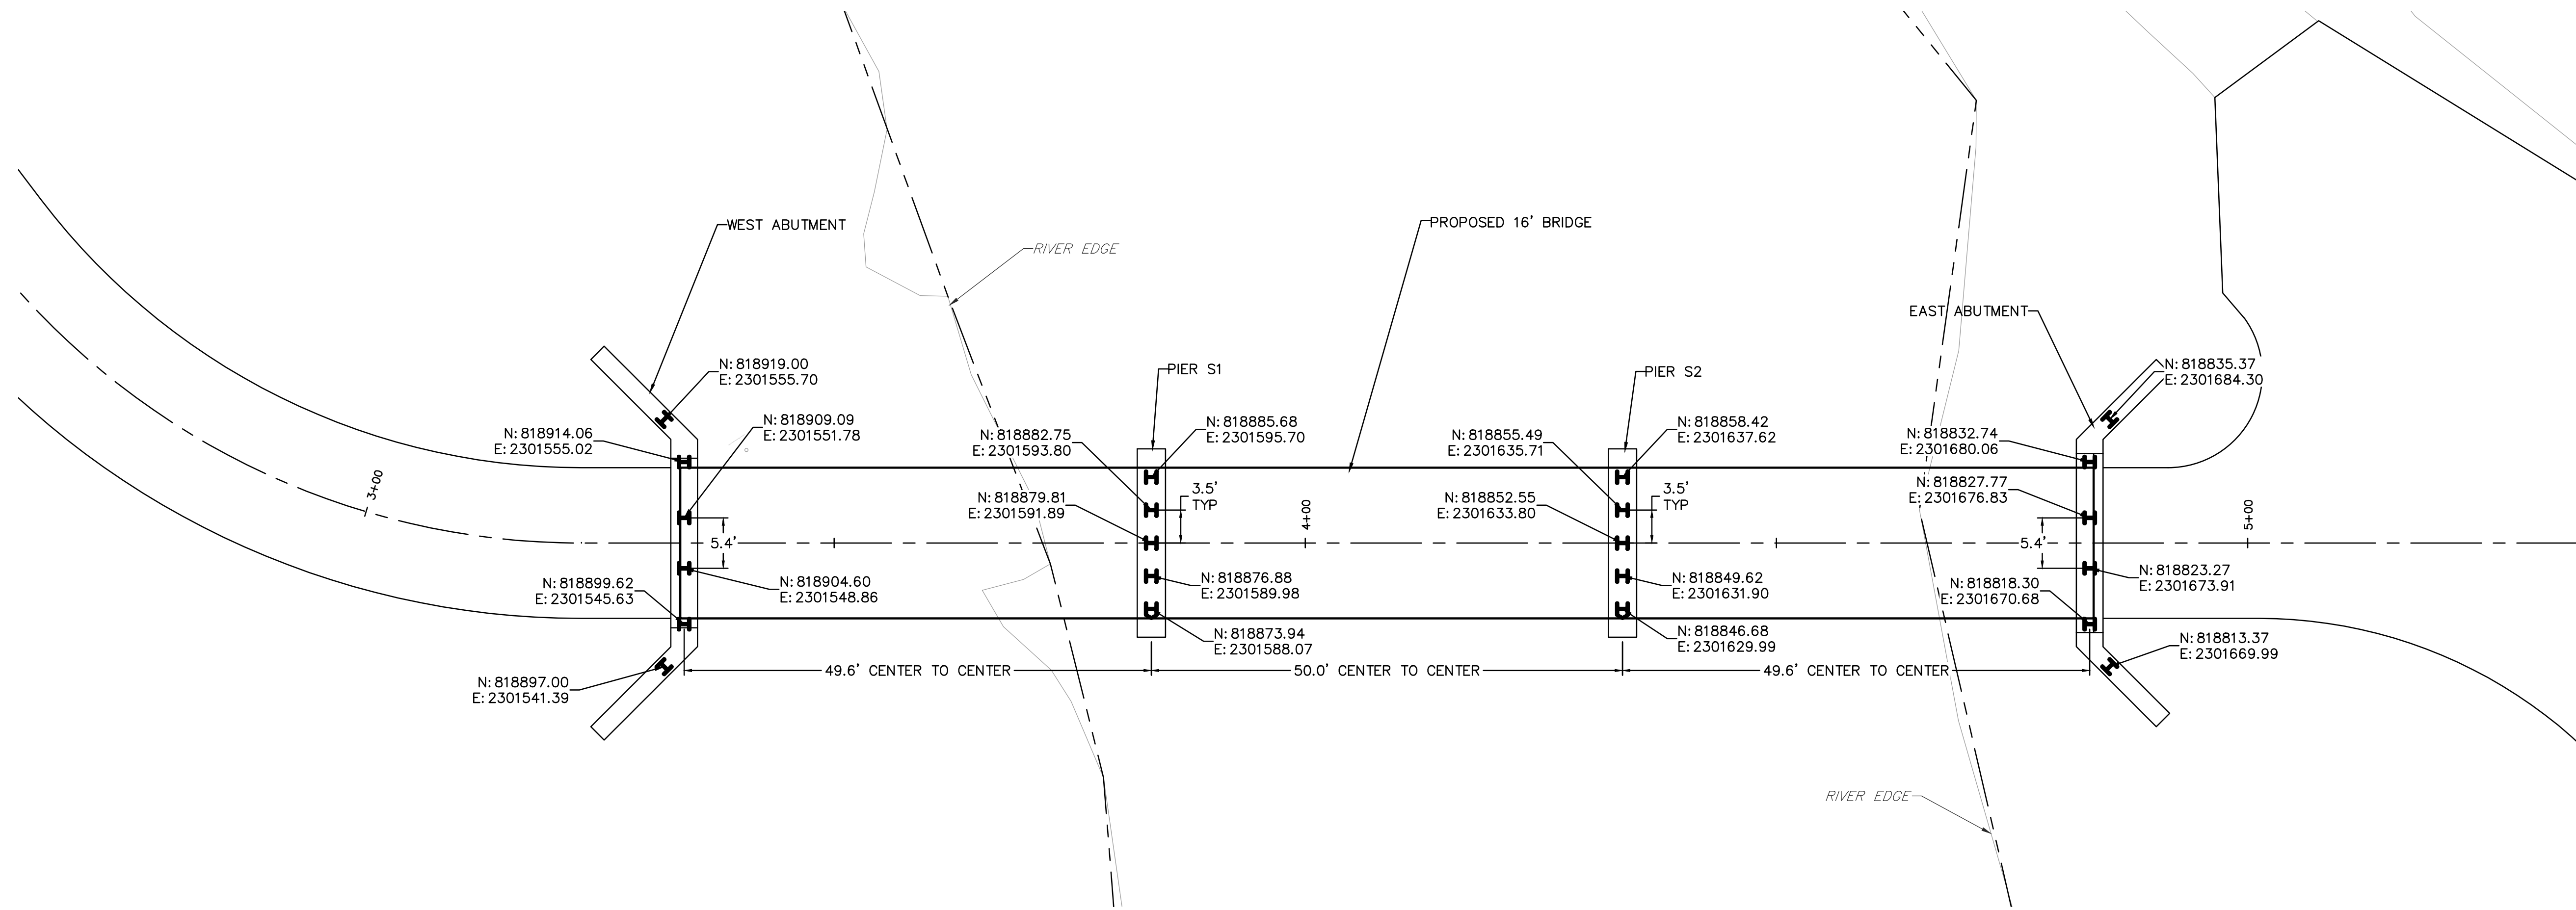 PROPOSED 16' BRIDGE
WEST ABUTMENT
RIVER EDGE
EAST ABUTMENT
N: 818919.00
E: 2301555.70
PIER S1
PIER S2
N: 818835.37
E: 2301684.30
N: 818914.06
E: 2301555.02
N: 818909.09
E: 2301551.78
N: 818882.75
E: 2301593.80
N: 818885.68
E: 2301595.70
N: 818855.49
E: 2301635.71
N: 818858.42
E: 2301637.62
N: 818832.74
E: 2301680.06
3+00
N: 818879.81
E: 2301591.89
3.5'
TYP
4+00
N: 818852.55
E: 2301633.80
3.5'
TYP
N: 818827.77
E: 2301676.83
5+00
5.4'
5.4'
N: 818899.62
E: 2301545.63
N: 818904.60
E: 2301548.86
N: 818876.88
E: 2301589.98
N: 818849.62
E: 2301631.90
N: 818818.30
E: 2301670.68
N: 818823.27
E: 2301673.91
N: 818873.94
E: 2301588.07
N: 818846.68
E: 2301629.99
N: 818813.37
E: 2301669.99
49.6' CENTER TO CENTER
50.0' CENTER TO CENTER
49.6' CENTER TO CENTER
N: 818897.00
E: 2301541.39
RIVER EDGE